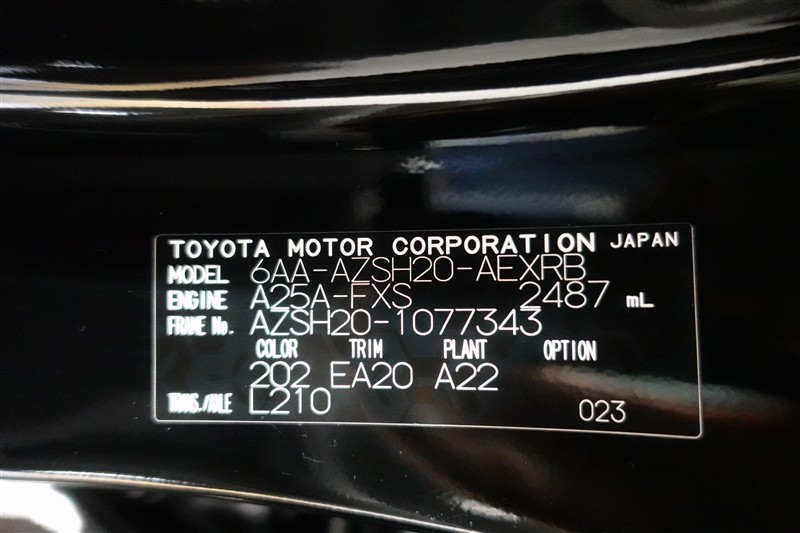 TOYOTA MOTOR CORPORATION JAPAN
MODEL 6AA-AZSH20-AEXRB
ENGINE A25A-FXS 2487 mL
FRAME No. AZSH20-1077343
COLOR TRIM PLANT OPTION
202 EA20 A22
TRANS./AXLE L210 023